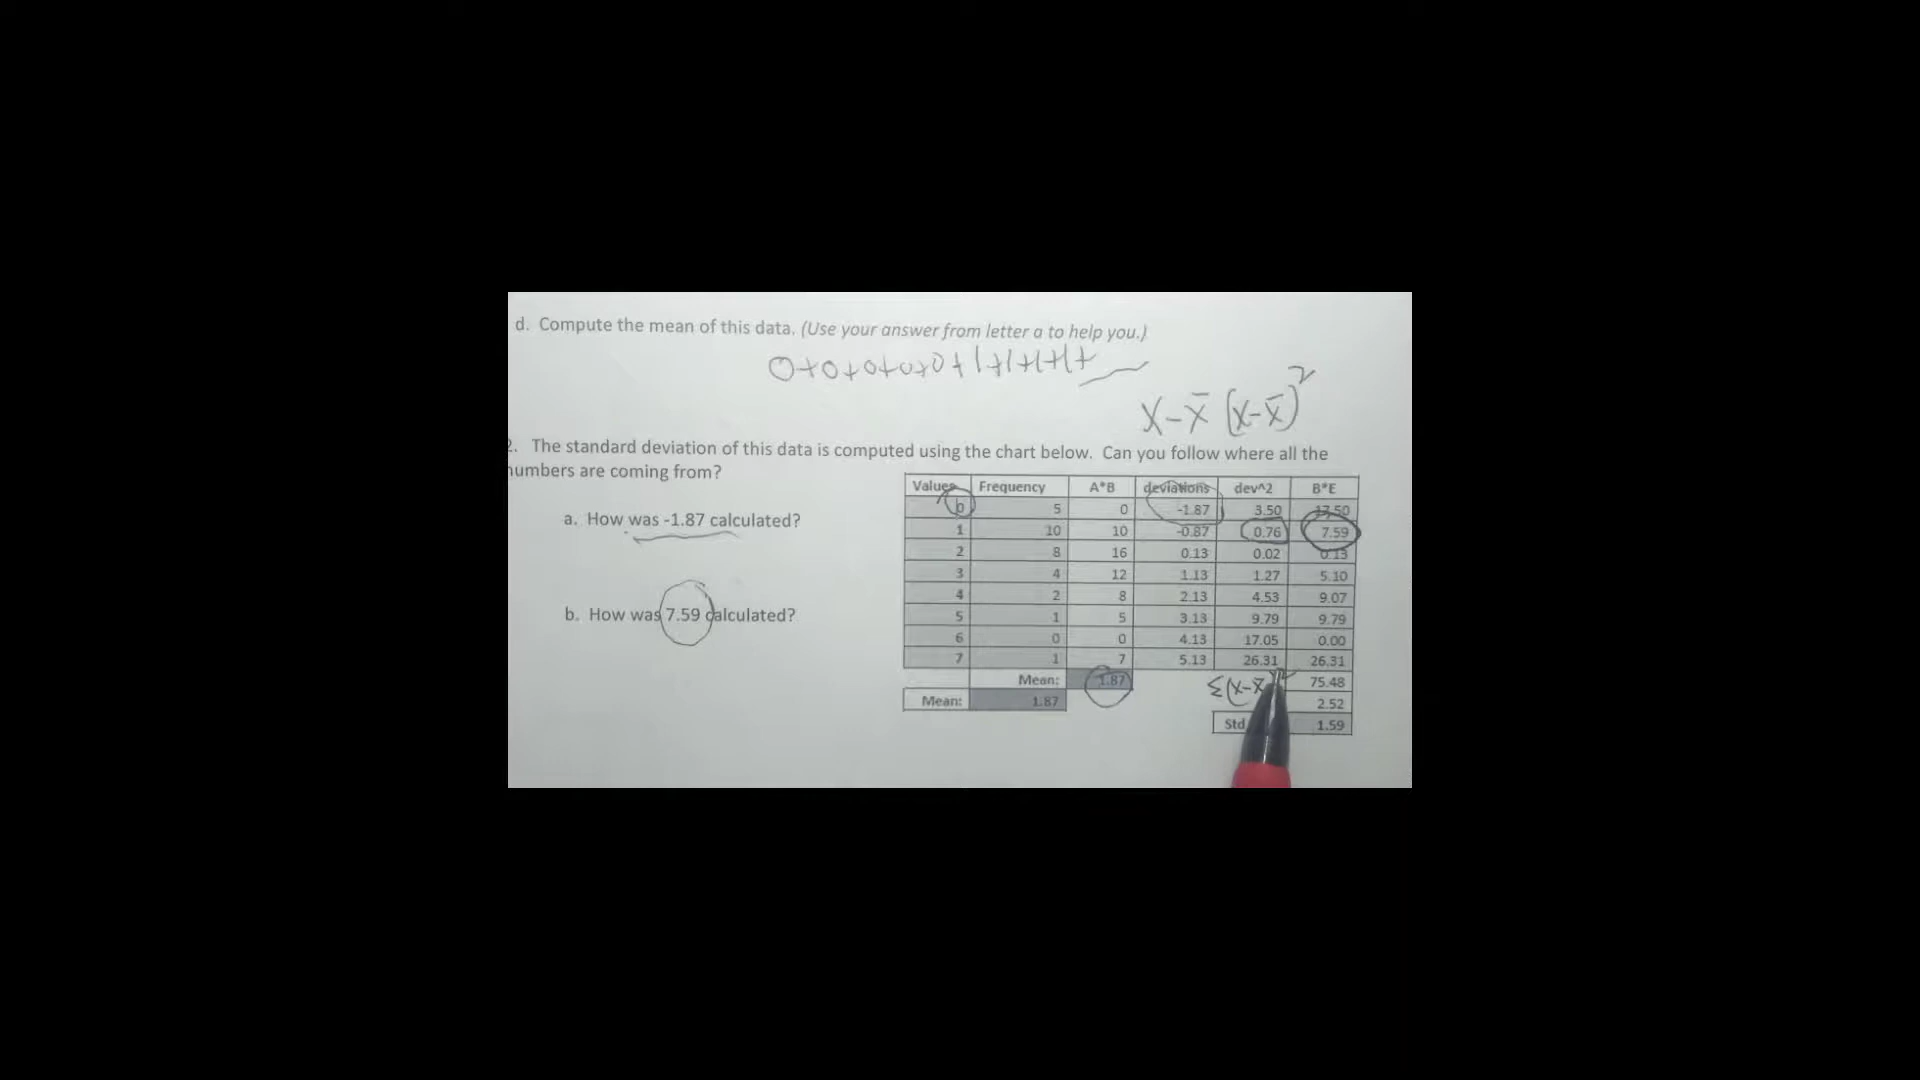 d. Compute the mean of this data. (Use your answer from letter a to help you.)
0+0+0+0+0+1+1+1+1+
X-x̄ (x-x̄)²
2. The standard deviation of this data is computed using the chart below. Can you follow where all the
numbers are coming from?
a. How was -1.87 calculated?
b. How was 7.59 calculated?
Values Frequency A*B deviations dev^2 B*E
0 5 0 -1.87 3.50 17.50
1 10 10 -0.87 0.76 7.59
2 8 16 0.13 0.02 0.13
3 4 12 1.13 1.27 5.10
4 2 8 2.13 4.53 9.07
5 1 5 3.13 9.79 9.79
6 0 0 4.13 17.05 0.00
7 1 7 5.13 26.31 26.31
Mean: 1.87 Σ(x-x̄ 75.48
Mean: 1.87 2.52
Std 1.59